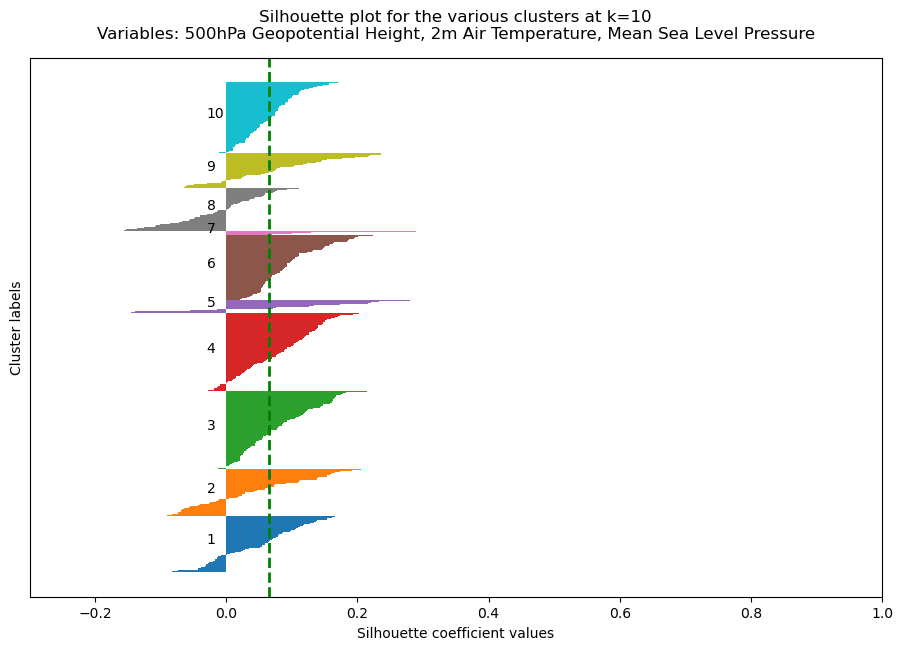 Silhouette plot for the various clusters at k=10
Variables: 500hPa Geopotential Height, 2m Air Temperature, Mean Sea Level Pressure
10
9
8
7
6
5
4
3
2
1
Cluster labels
−0.2 0.0 0.2 0.4 0.6 0.8 1.0
Silhouette coefficient values